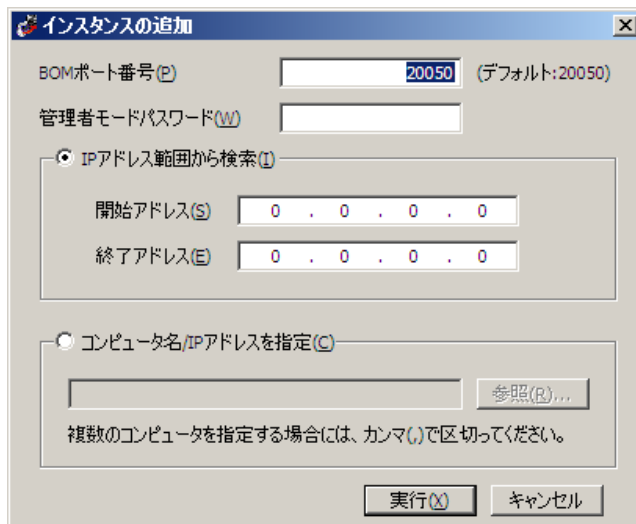 インスタンスの追加
BOMポート番号(P) 20050 (デフォルト:20050)
管理者モードパスワード(W)
IPアドレス範囲から検索(I)
開始アドレス(S) 0 . 0 . 0 . 0
終了アドレス(E) 0 . 0 . 0 . 0
コンピュータ名/IPアドレスを指定(C)
参照(R)...
複数のコンピュータを指定する場合には、カンマ(,)で区切ってください。
実行(X) キャンセル